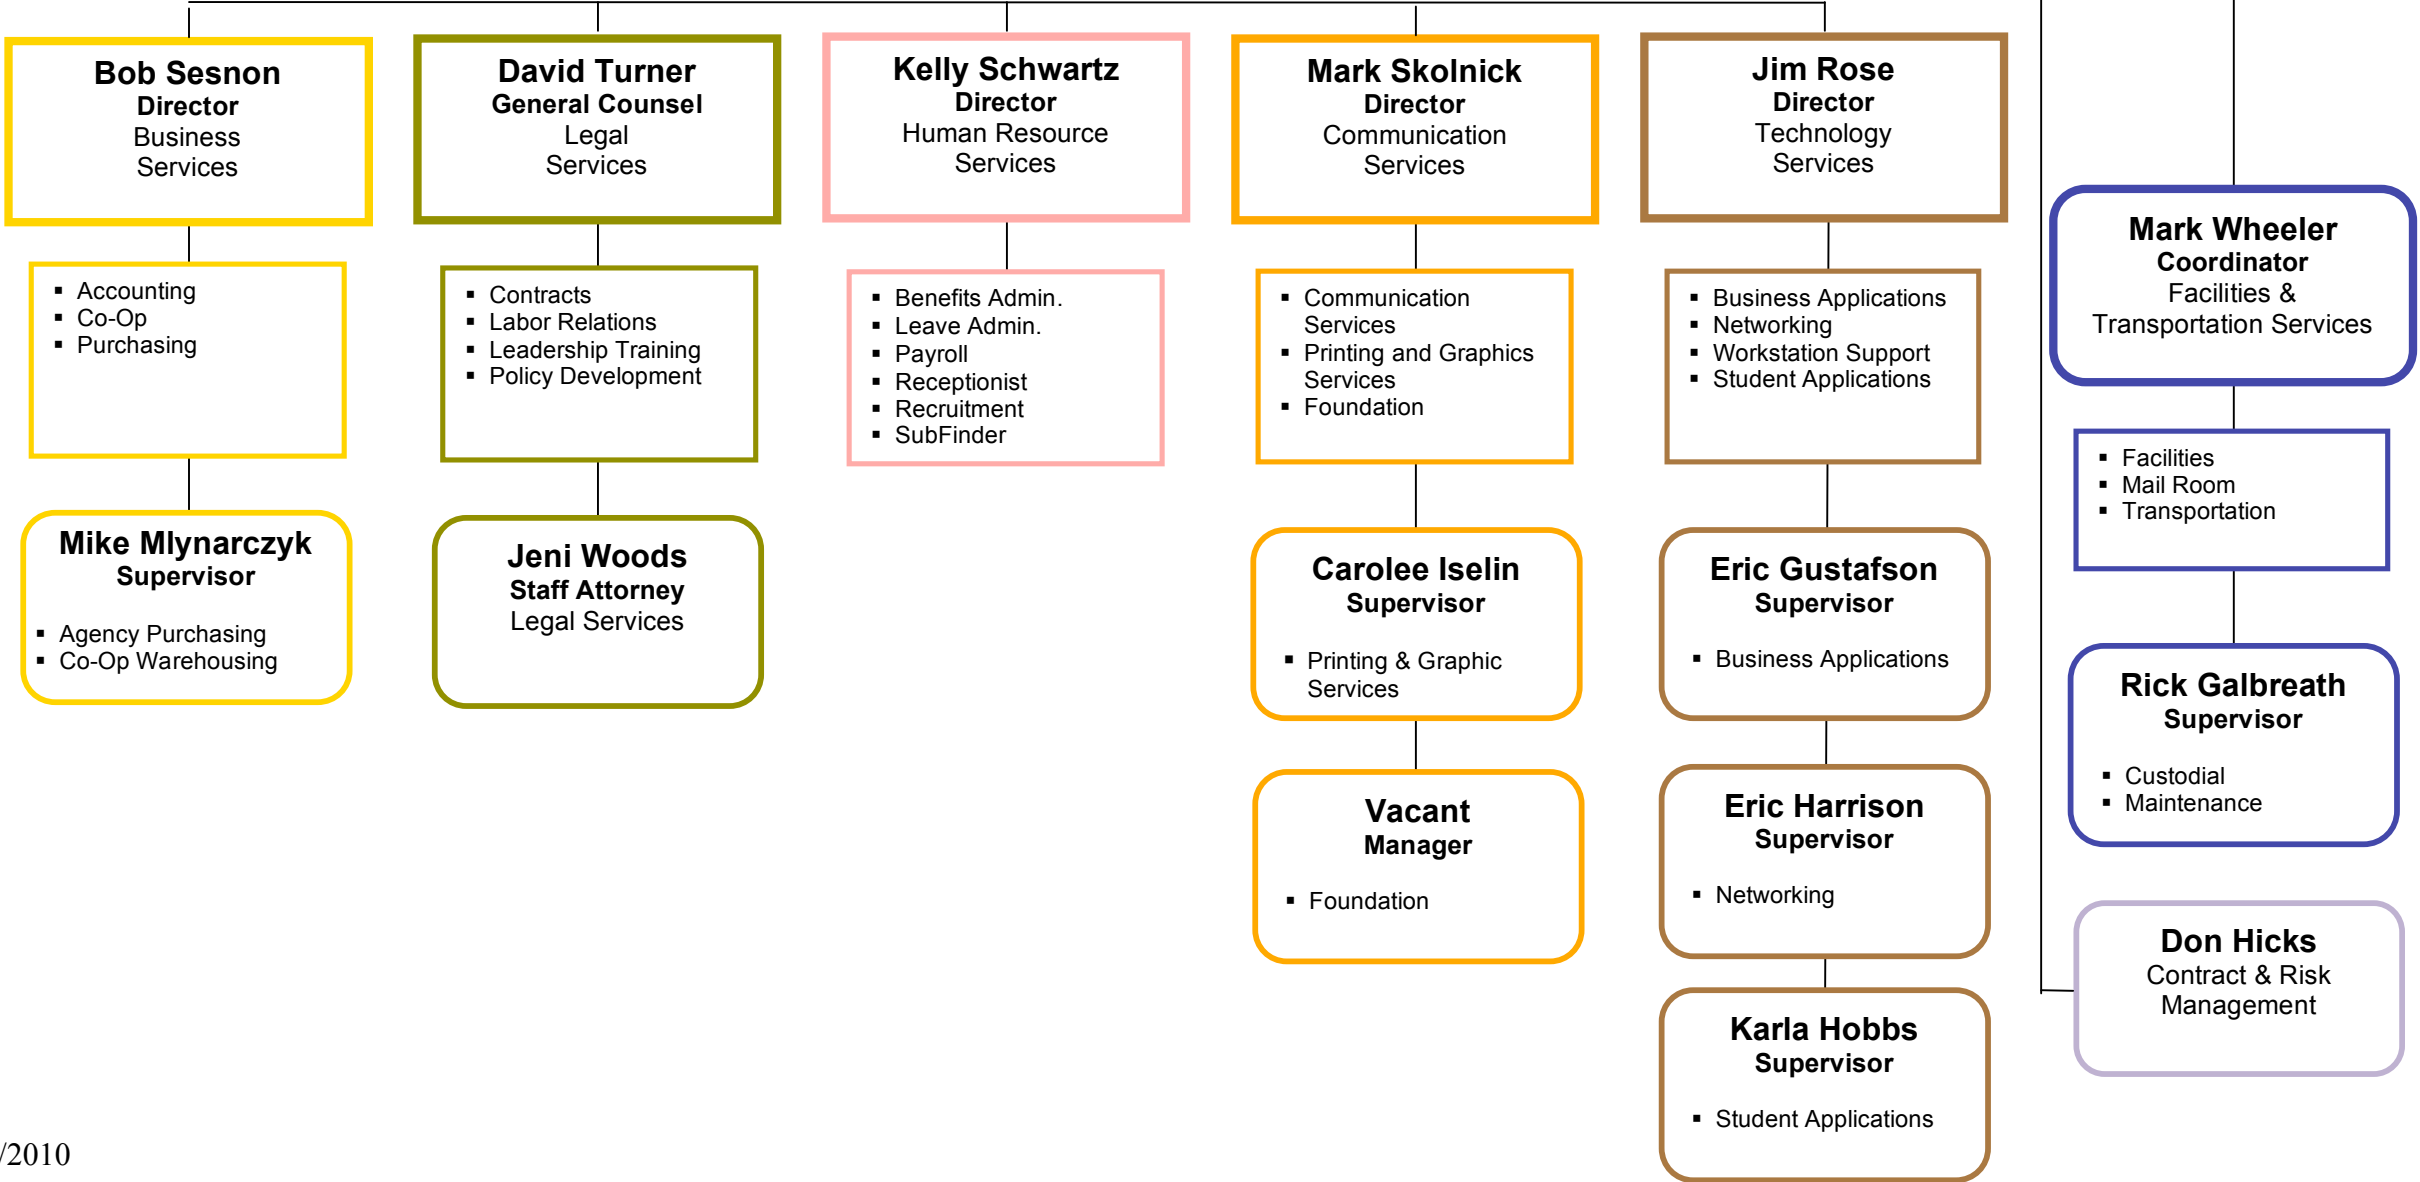 Bob Sesnon
Director
Business
Services
▪ Accounting
▪ Co-Op
▪ Purchasing
Mike Mlynarczyk
Supervisor
▪ Agency Purchasing
▪ Co-Op Warehousing
David Turner
General Counsel
Legal
Services
▪ Contracts
▪ Labor Relations
▪ Leadership Training
▪ Policy Development
Jeni Woods
Staff Attorney
Legal Services
Kelly Schwartz
Director
Human Resource
Services
▪ Benefits Admin.
▪ Leave Admin.
▪ Payroll
▪ Receptionist
▪ Recruitment
▪ SubFinder
Mark Skolnick
Director
Communication
Services
▪ Communication
Services
▪ Printing and Graphics
Services
▪ Foundation
Carolee Iselin
Supervisor
▪ Printing & Graphic
Services
Vacant
Manager
▪ Foundation
Jim Rose
Director
Technology
Services
▪ Business Applications
▪ Networking
▪ Workstation Support
▪ Student Applications
Eric Gustafson
Supervisor
▪ Business Applications
Eric Harrison
Supervisor
▪ Networking
Karla Hobbs
Supervisor
▪ Student Applications
Mark Wheeler
Coordinator
Facilities &
Transportation Services
▪ Facilities
▪ Mail Room
▪ Transportation
Rick Galbreath
Supervisor
▪ Custodial
▪ Maintenance
Don Hicks
Contract & Risk
Management
/2010